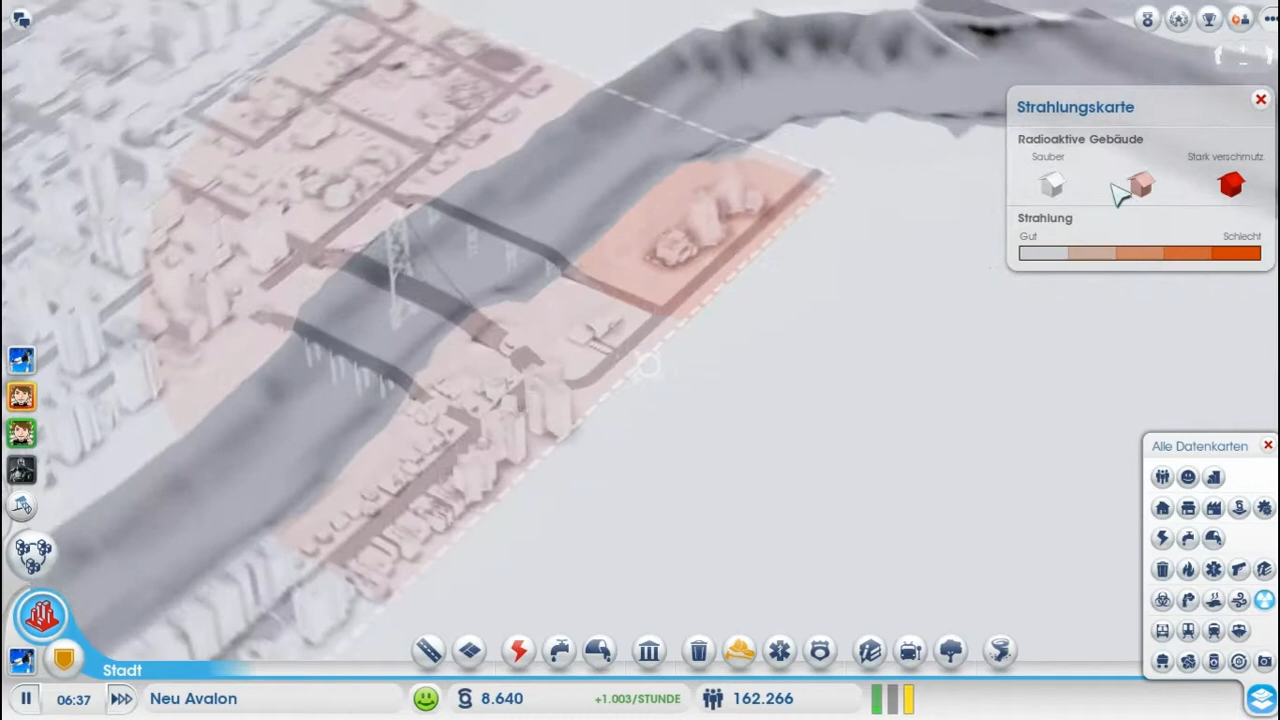 Strahlungskarte
Radioaktive Gebäude
Sauber
Stark verschmutz
Strahlung
Gut
Schlecht
Alle Datenkarten
Stadt
06:37
Neu Avalon
8.640
+1.003/STUNDE
162.266